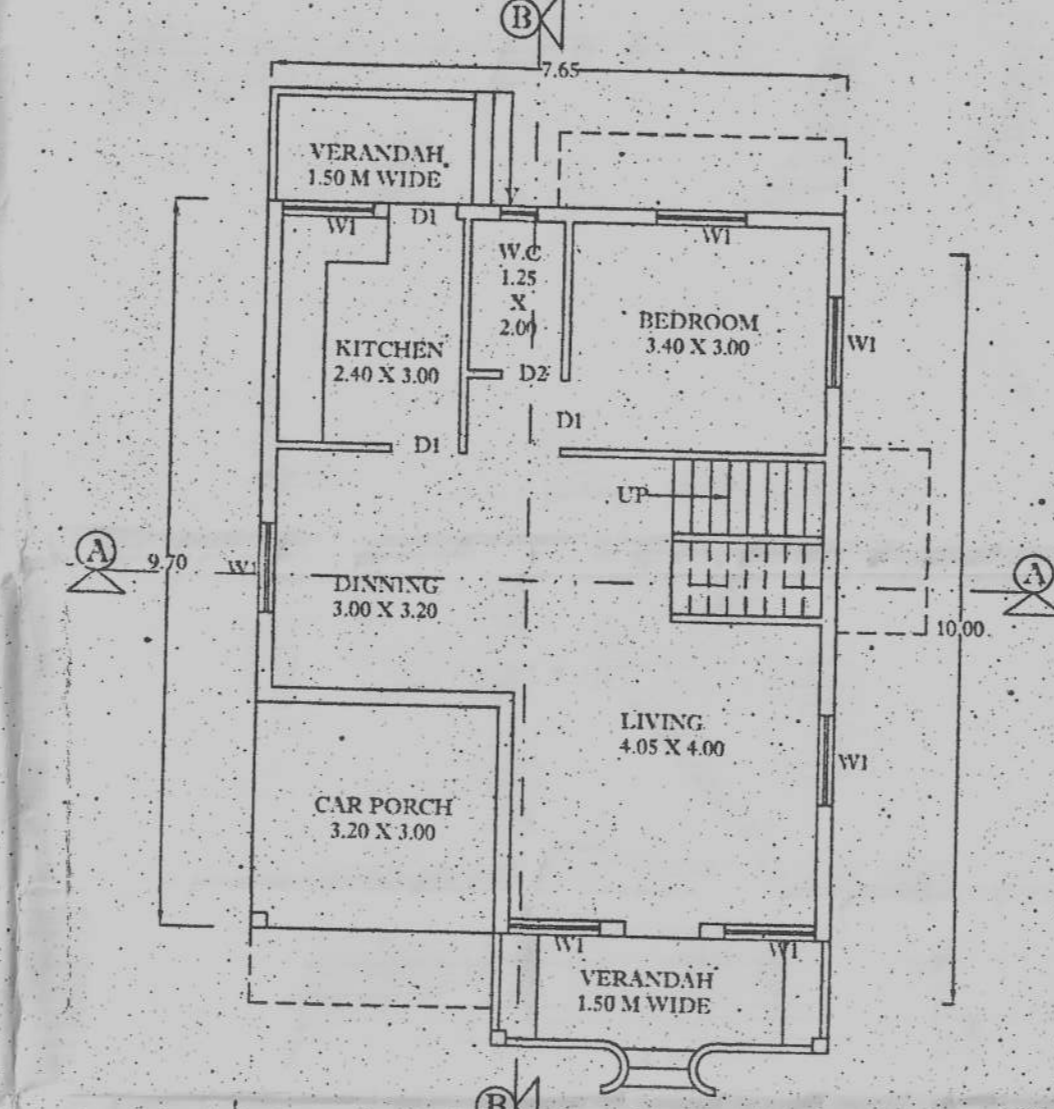 B
7.65
VERANDAH
1.50 M WIDE
V
W1
D1
W1
W.C
1.25
X
2.00
BEDROOM
3.40 X 3.00
W1
KITCHEN
2.40 X 3.00
D2
D1
D1
UP
A
9.70
W1
DINNING
3.00 X 3.20
A
10.00
LIVING
4.05 X 4.00
W1
CAR PORCH
3.20 X 3.00
W1
W1
VERANDAH
1.50 M WIDE
B